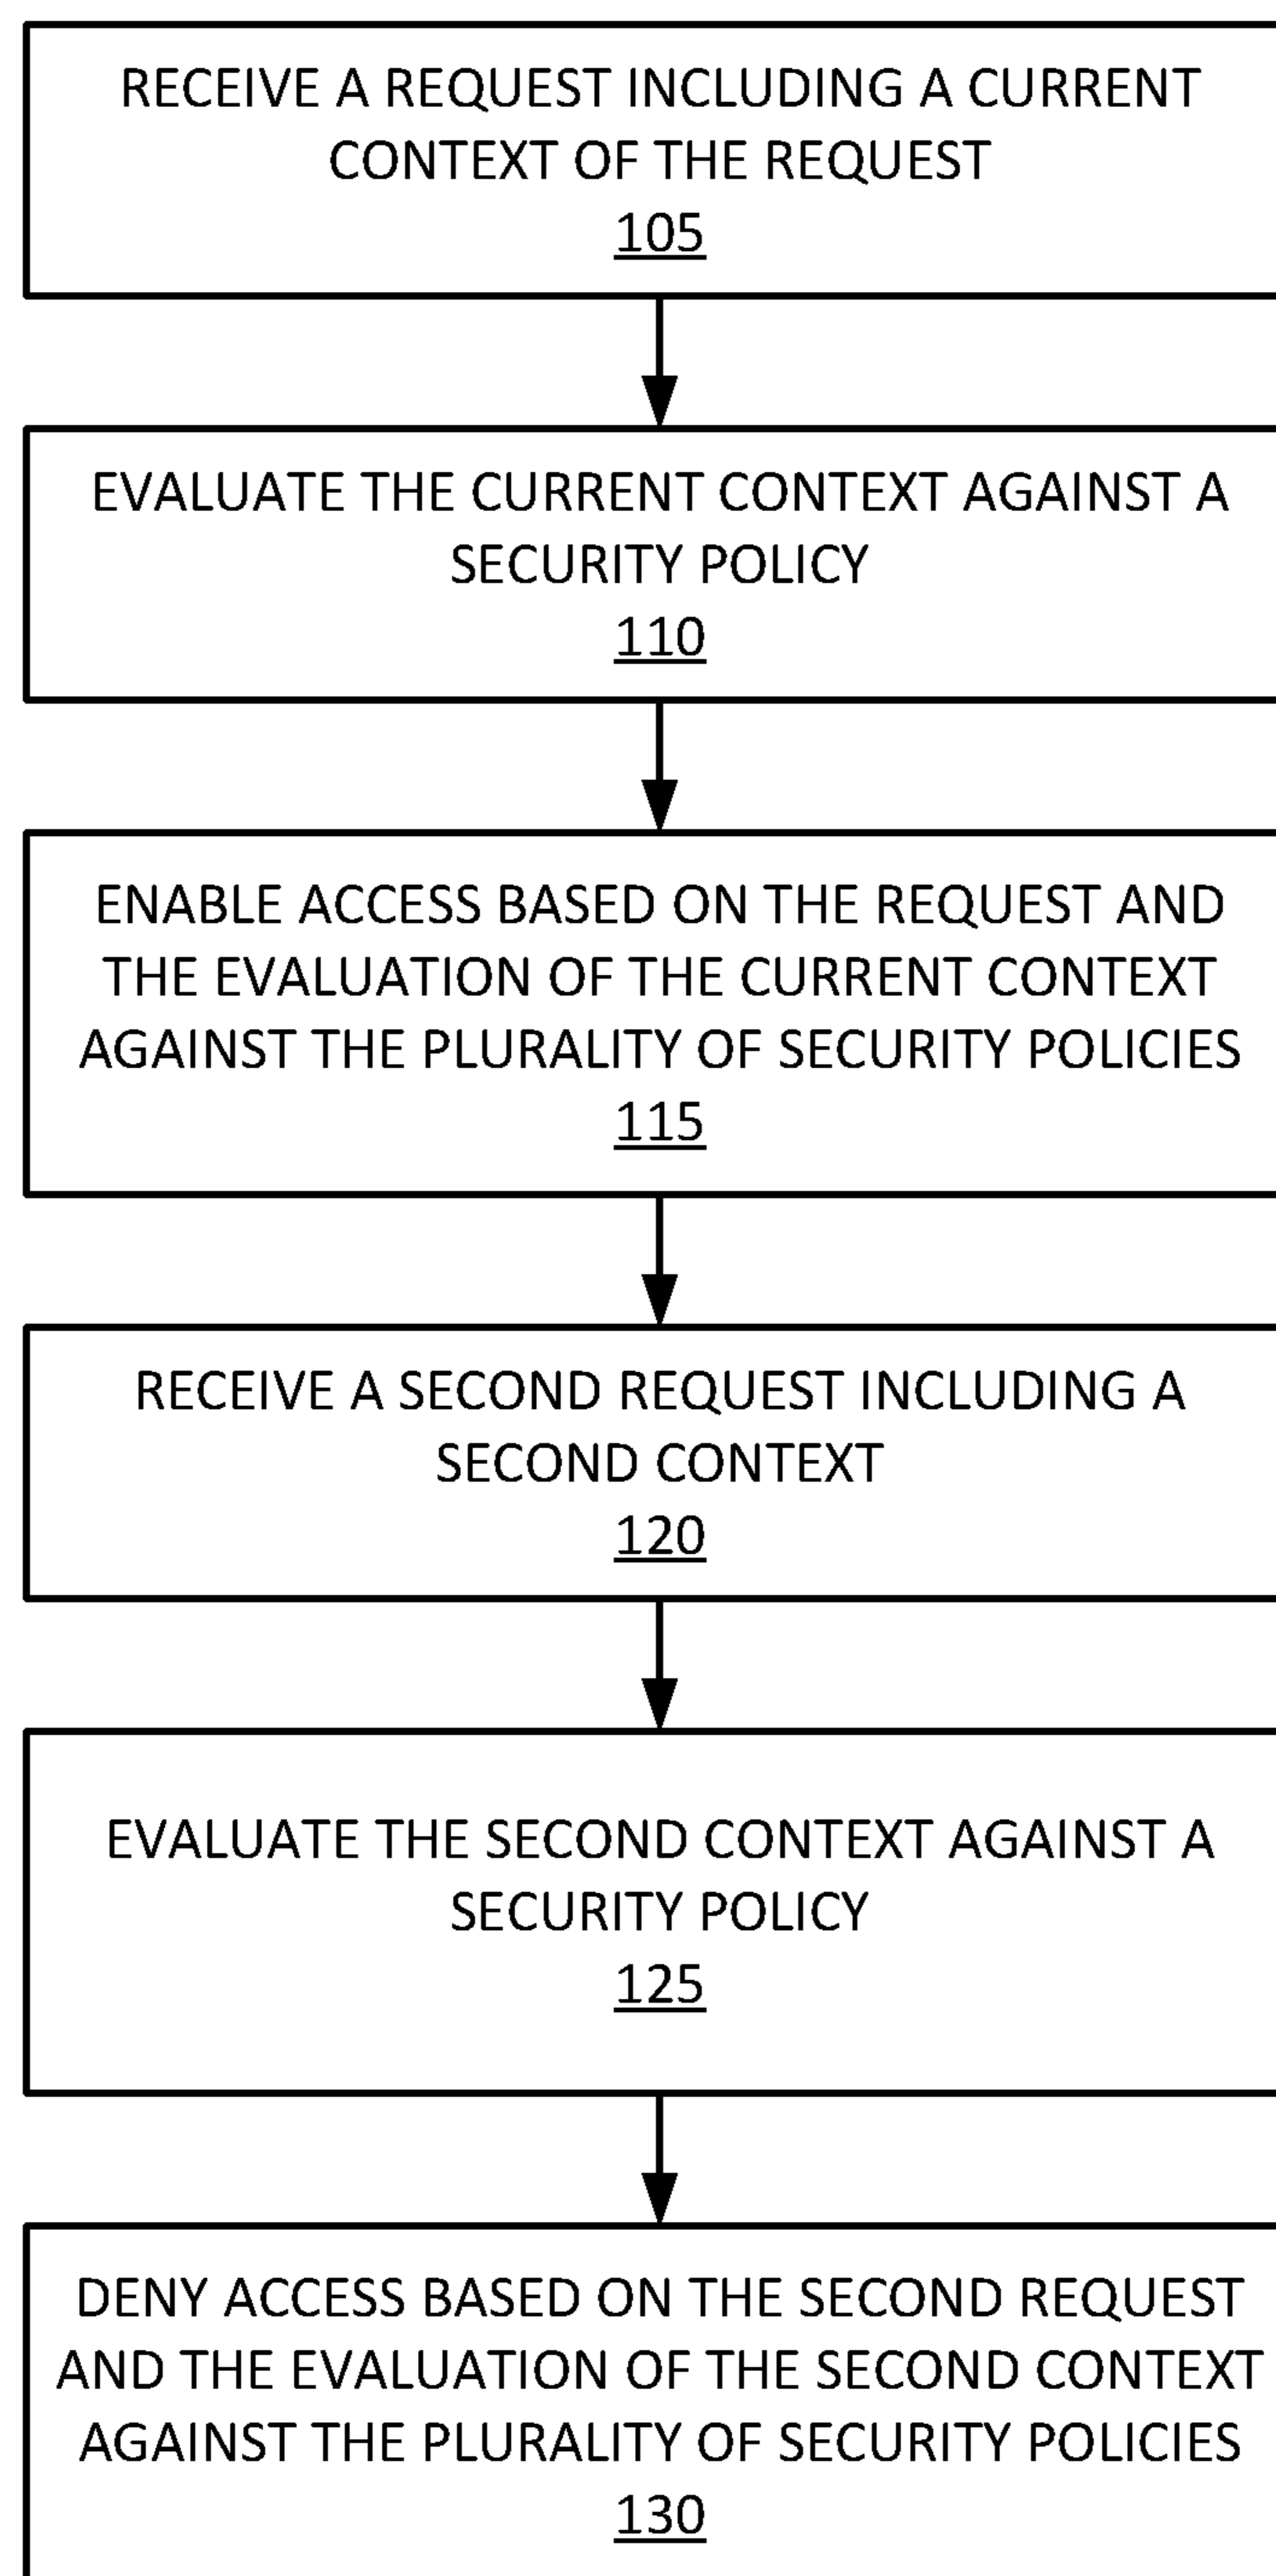 RECEIVE A REQUEST INCLUDING A CURRENT
CONTEXT OF THE REQUEST
105
EVALUATE THE CURRENT CONTEXT AGAINST A
SECURITY POLICY
110
ENABLE ACCESS BASED ON THE REQUEST AND
THE EVALUATION OF THE CURRENT CONTEXT
AGAINST THE PLURALITY OF SECURITY POLICIES
115
RECEIVE A SECOND REQUEST INCLUDING A
SECOND CONTEXT
120
EVALUATE THE SECOND CONTEXT AGAINST A
SECURITY POLICY
125
DENY ACCESS BASED ON THE SECOND REQUEST
AND THE EVALUATION OF THE SECOND CONTEXT
AGAINST THE PLURALITY OF SECURITY POLICIES
130